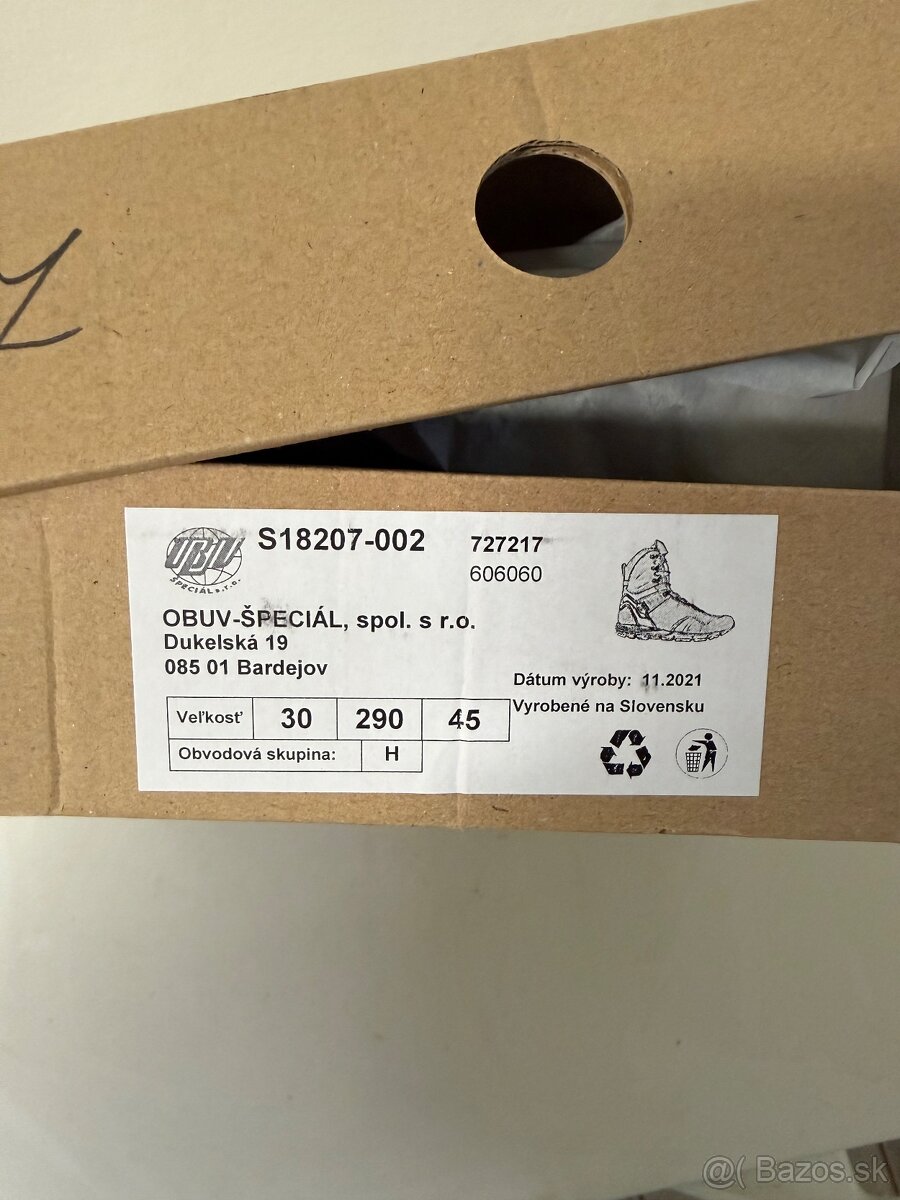 OBUV
ŠPECIÁL s.r.o.
S18207-002 727217
606060
OBUV-ŠPECIÁL, spol. s r.o.
Dukelská 19
085 01 Bardejov
Dátum výroby: 11.2021
Vyrobené na Slovensku
Veľkosť 30 290 45
Obvodová skupina: H
@( Bazos.sk